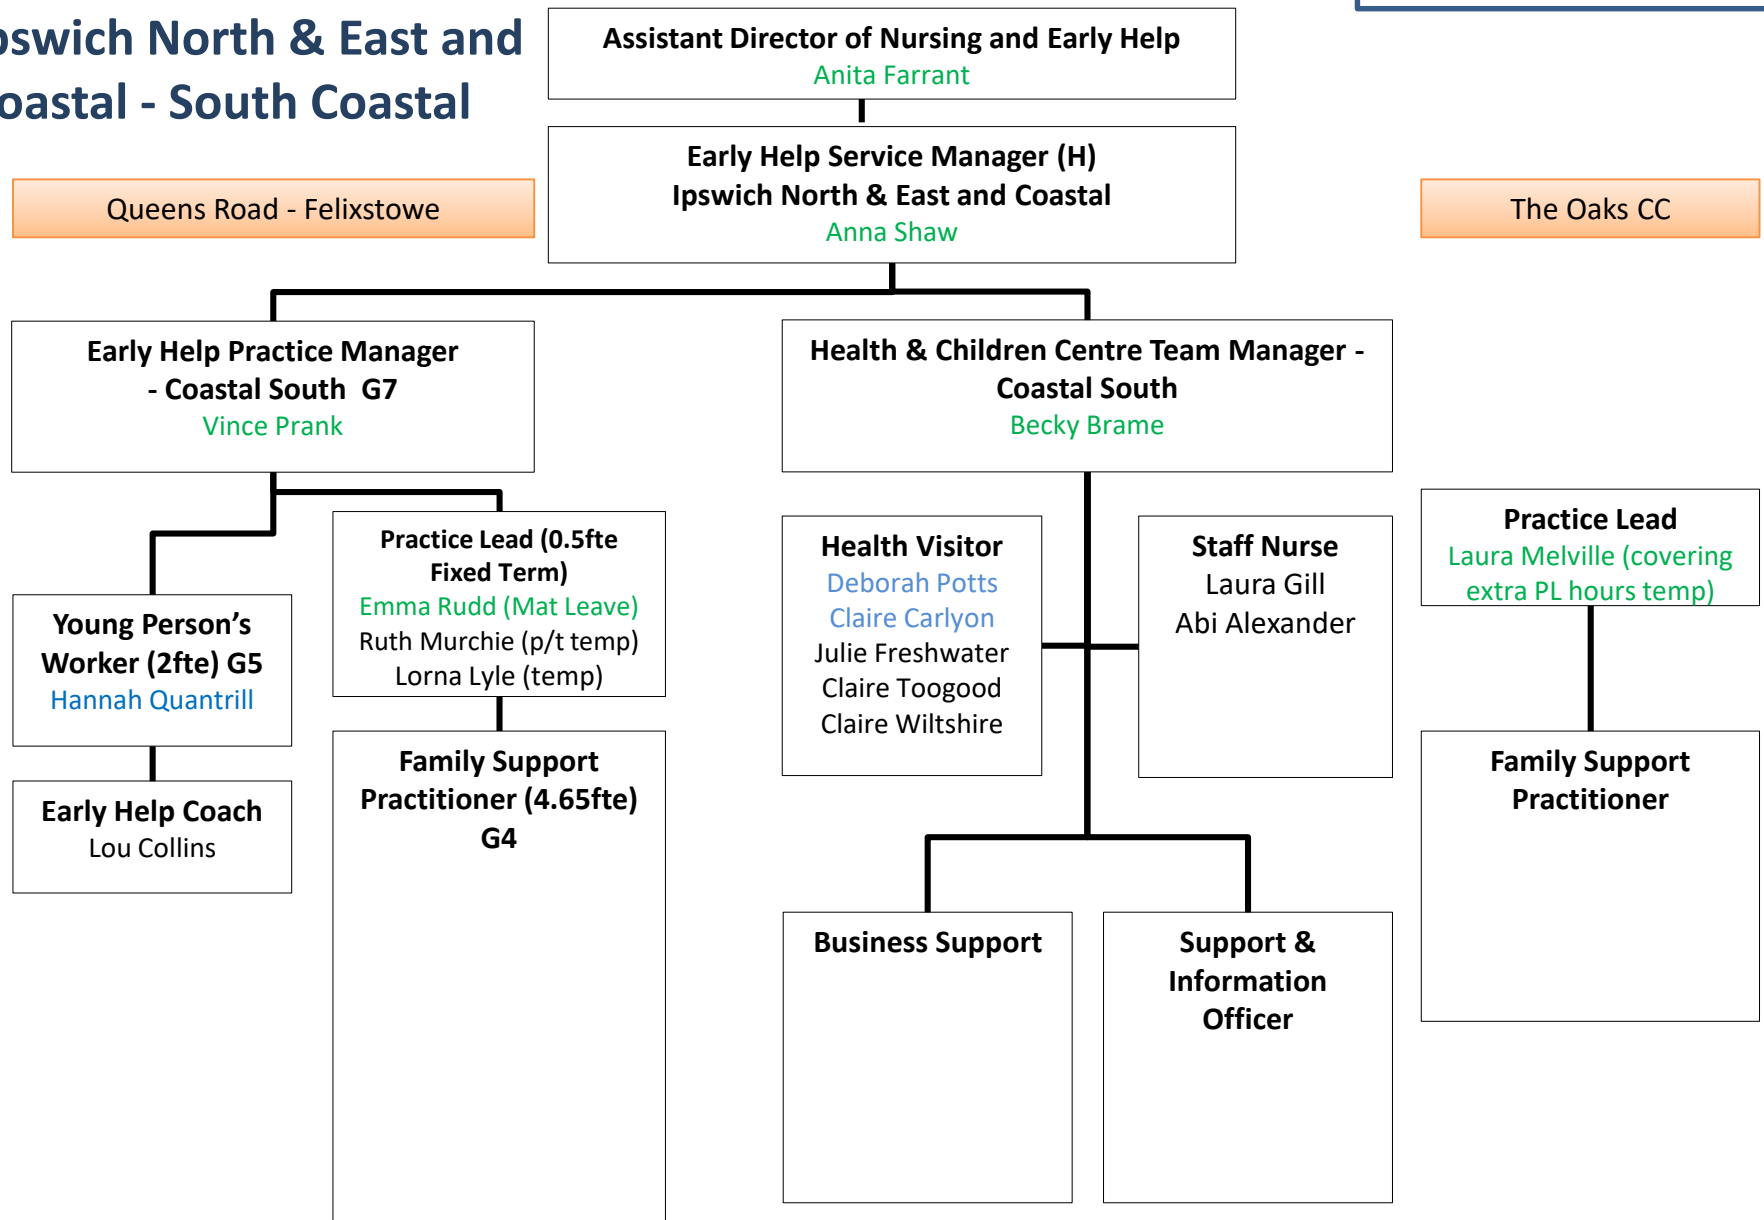 pswich North & East and
oastal - South Coastal
Assistant Director of Nursing and Early Help
Anita Farrant
Early Help Service Manager (H)
Ipswich North & East and Coastal
Anna Shaw
Queens Road - Felixstowe
The Oaks CC
Early Help Practice Manager
- Coastal South G7
Vince Prank
Health & Children Centre Team Manager -
Coastal South
Becky Brame
Young Person’s
Worker (2fte) G5
Hannah Quantrill
Early Help Coach
Lou Collins
Practice Lead (0.5fte
Fixed Term)
Emma Rudd (Mat Leave)
Ruth Murchie (p/t temp)
Lorna Lyle (temp)
Family Support
Practitioner (4.65fte)
G4
Health Visitor
Deborah Potts
Claire Carlyon
Julie Freshwater
Claire Toogood
Claire Wiltshire
Staff Nurse
Laura Gill
Abi Alexander
Business Support
Support &
Information
Officer
Practice Lead
Laura Melville (covering
extra PL hours temp)
Family Support
Practitioner